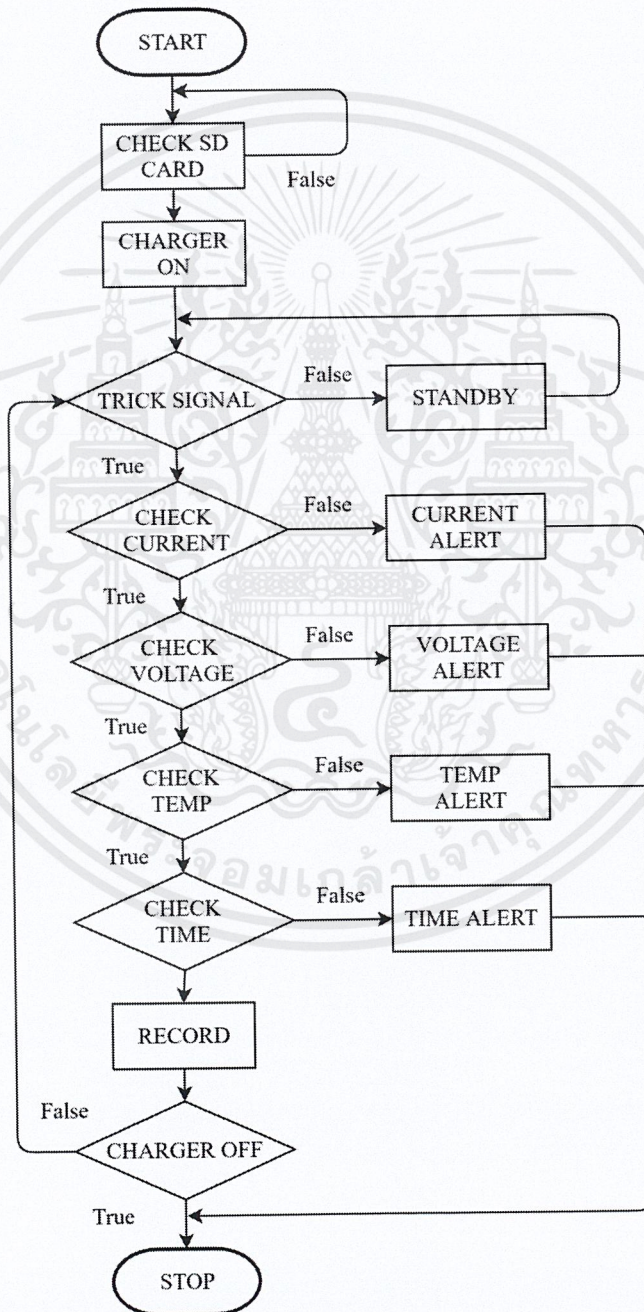 START
CHECK SD
CARD
False
CHARGER
ON
TRICK SIGNAL
False
STANDBY
True
CHECK
CURRENT
False
CURRENT
ALERT
True
CHECK
VOLTAGE
False
VOLTAGE
ALERT
True
CHECK
TEMP
False
TEMP
ALERT
True
CHECK
TIME
False
TIME ALERT
RECORD
False
CHARGER OFF
True
STOP